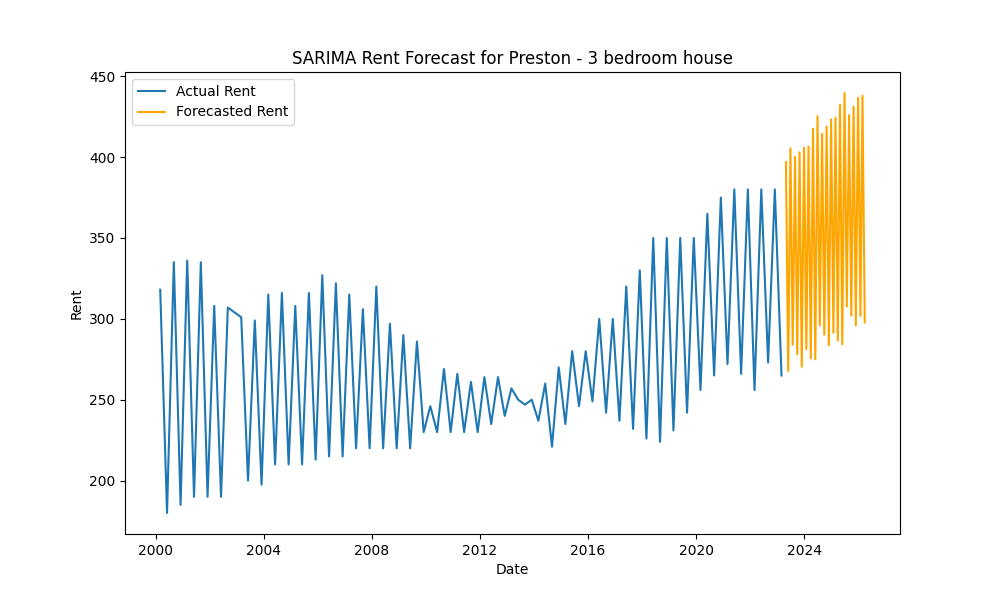 SARIMA Rent Forecast for Preston - 3 bedroom house
Actual Rent
Forecasted Rent
450
400
350
300
250
200
Rent
2000 2004 2008 2012 2016 2020 2024
Date